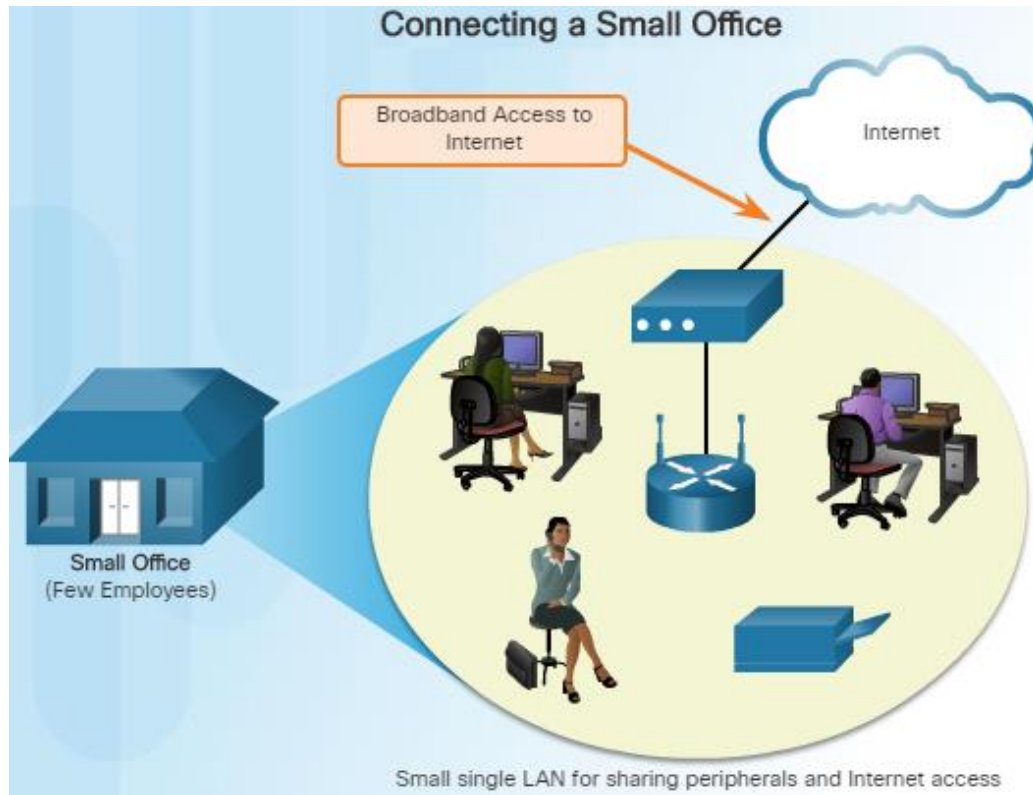 Connecting a Small Office
Broadband Access to
Internet
Internet
Small Office
(Few Employees)
Small single LAN for sharing peripherals and Internet access